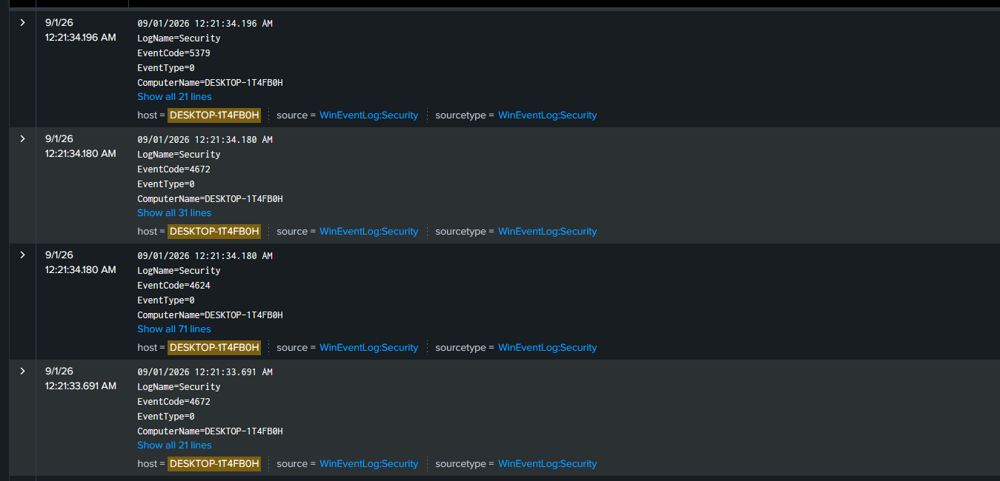 9/1/26
12:21:34.196 AM
09/01/2026 12:21:34.196 AM
LogName=Security
EventCode=5379
EventType=0
ComputerName=DESKTOP-1T4FB0H
Show all 21 lines
host = DESKTOP-1T4FB0H source = WinEventLog:Security sourcetype = WinEventLog:Security
9/1/26
12:21:34.180 AM
09/01/2026 12:21:34.180 AM
LogName=Security
EventCode=4672
EventType=0
ComputerName=DESKTOP-1T4FB0H
Show all 31 lines
host = DESKTOP-1T4FB0H source = WinEventLog:Security sourcetype = WinEventLog:Security
9/1/26
12:21:34.180 AM
09/01/2026 12:21:34.180 AM
LogName=Security
EventCode=4624
EventType=0
ComputerName=DESKTOP-1T4FB0H
Show all 71 lines
host = DESKTOP-1T4FB0H source = WinEventLog:Security sourcetype = WinEventLog:Security
9/1/26
12:21:33.691 AM
09/01/2026 12:21:33.691 AM
LogName=Security
EventCode=4672
EventType=0
ComputerName=DESKTOP-1T4FB0H
Show all 21 lines
host = DESKTOP-1T4FB0H source = WinEventLog:Security sourcetype = WinEventLog:Security